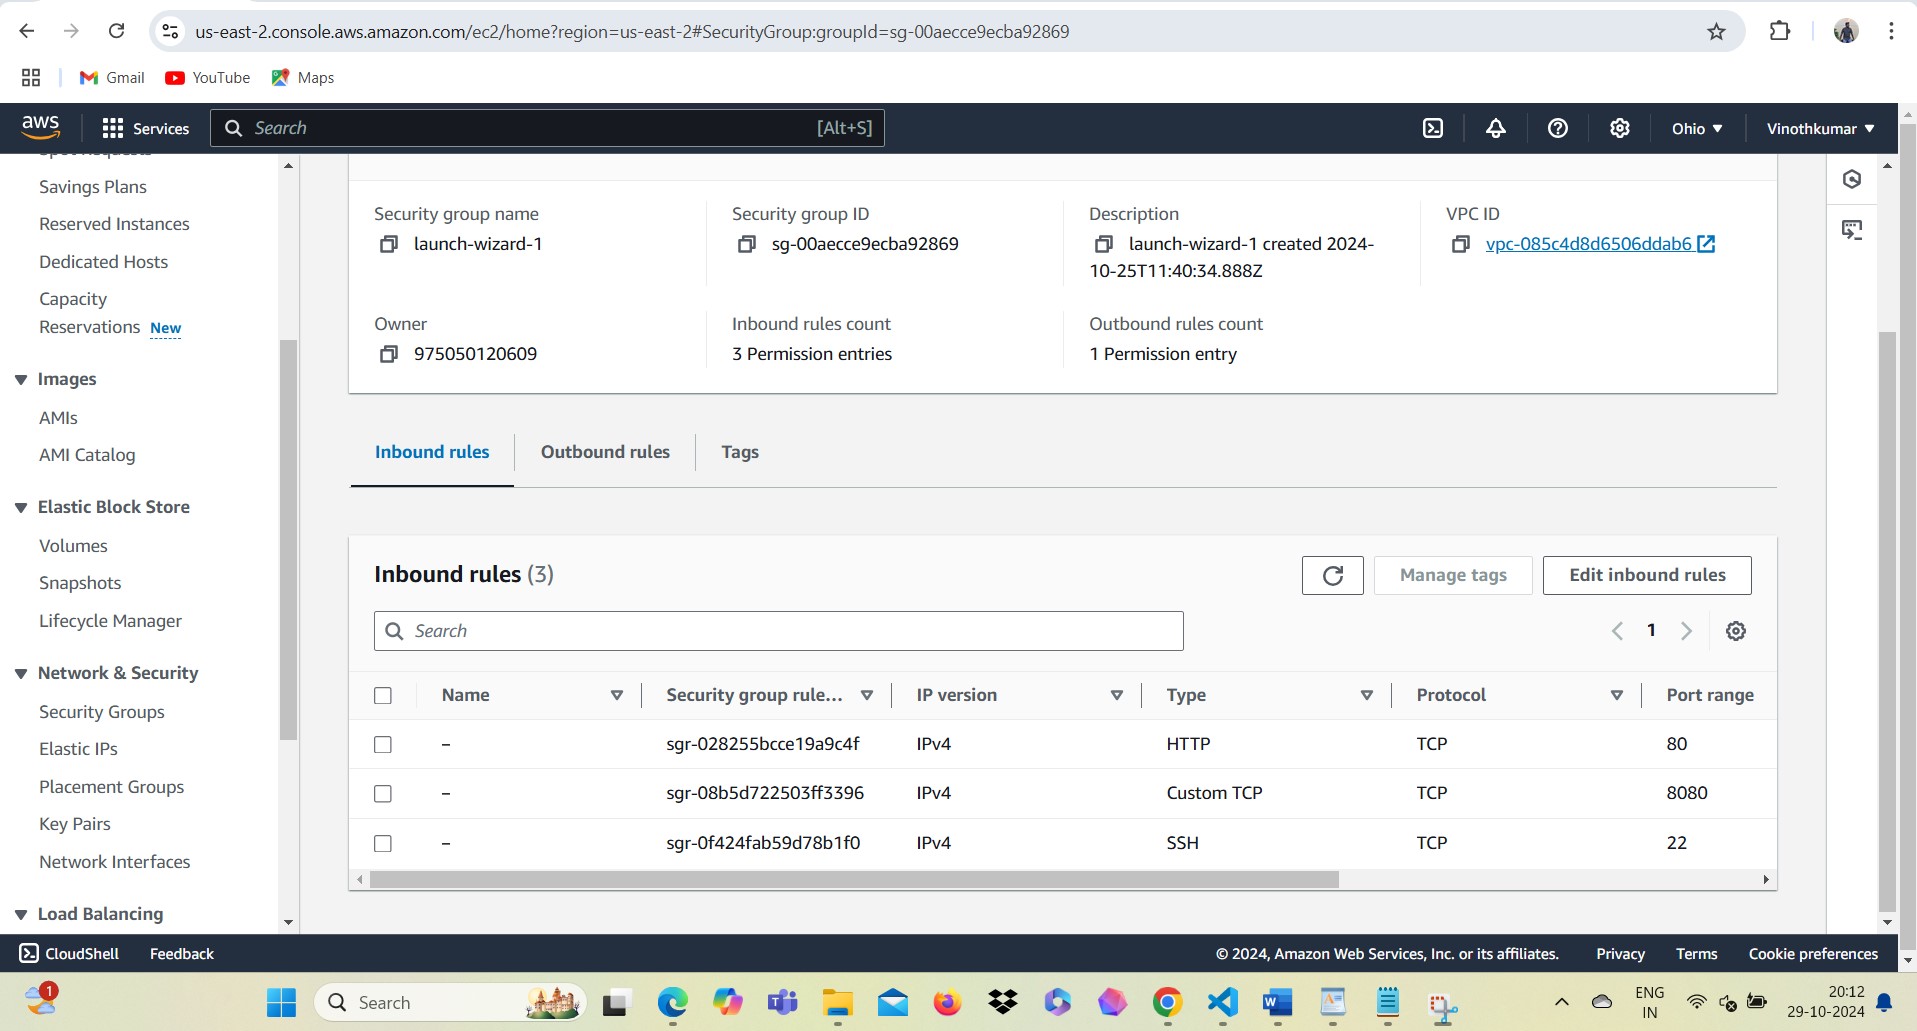 us-east-2.console.aws.amazon.com/ec2/home?region=us-east-2#SecurityGroup:groupId=sg-00aecce9ecba92869
Gmail YouTube Maps
aws Services Search [Alt+S] Ohio Vinothkumar
Spot Requests
Savings Plans
Reserved Instances
Dedicated Hosts
Capacity
Reservations New
Images
AMIs
AMI Catalog
Elastic Block Store
Volumes
Snapshots
Lifecycle Manager
Network & Security
Security Groups
Elastic IPs
Placement Groups
Key Pairs
Network Interfaces
Load Balancing
Security group name
launch-wizard-1
Security group ID
sg-00aecce9ecba92869
Description
launch-wizard-1 created 2024-
10-25T11:40:34.888Z
VPC ID
vpc-085c4d8d6506ddab6
Owner
975050120609
Inbound rules count
3 Permission entries
Outbound rules count
1 Permission entry
Inbound rules Outbound rules Tags
Inbound rules (3) Manage tags Edit inbound rules
Search 1
Name Security group rule... IP version Type Protocol Port range
– sgr-028255bcce19a9c4f IPv4 HTTP TCP 80
– sgr-08b5d722503ff3396 IPv4 Custom TCP TCP 8080
– sgr-0f424fab59d78b1f0 IPv4 SSH TCP 22
CloudShell Feedback © 2024, Amazon Web Services, Inc. or its affiliates. Privacy Terms Cookie preferences
1 Search ENG 20:12
IN 29-10-2024